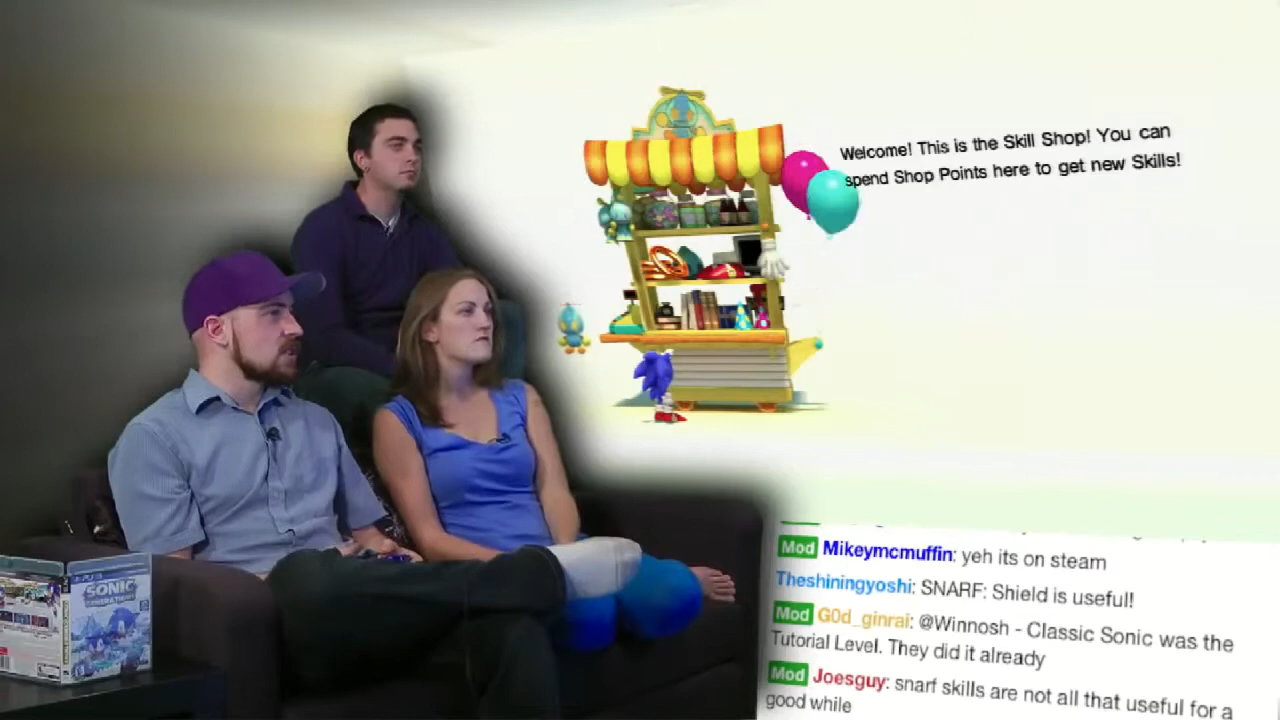 Welcome! This is the Skill Shop! You can
spend Shop Points here to get new Skills!
Mod Mikeymcmuffin: yeh its on steam
Theshiningyoshi: SNARF: Shield is useful!
Mod G0d_ginrai: @Winnosh - Classic Sonic was the
Tutorial Level. They did it already
Mod Joesguy: snarf skills are not all that useful for a
good while
SONIC
GENERATIONS